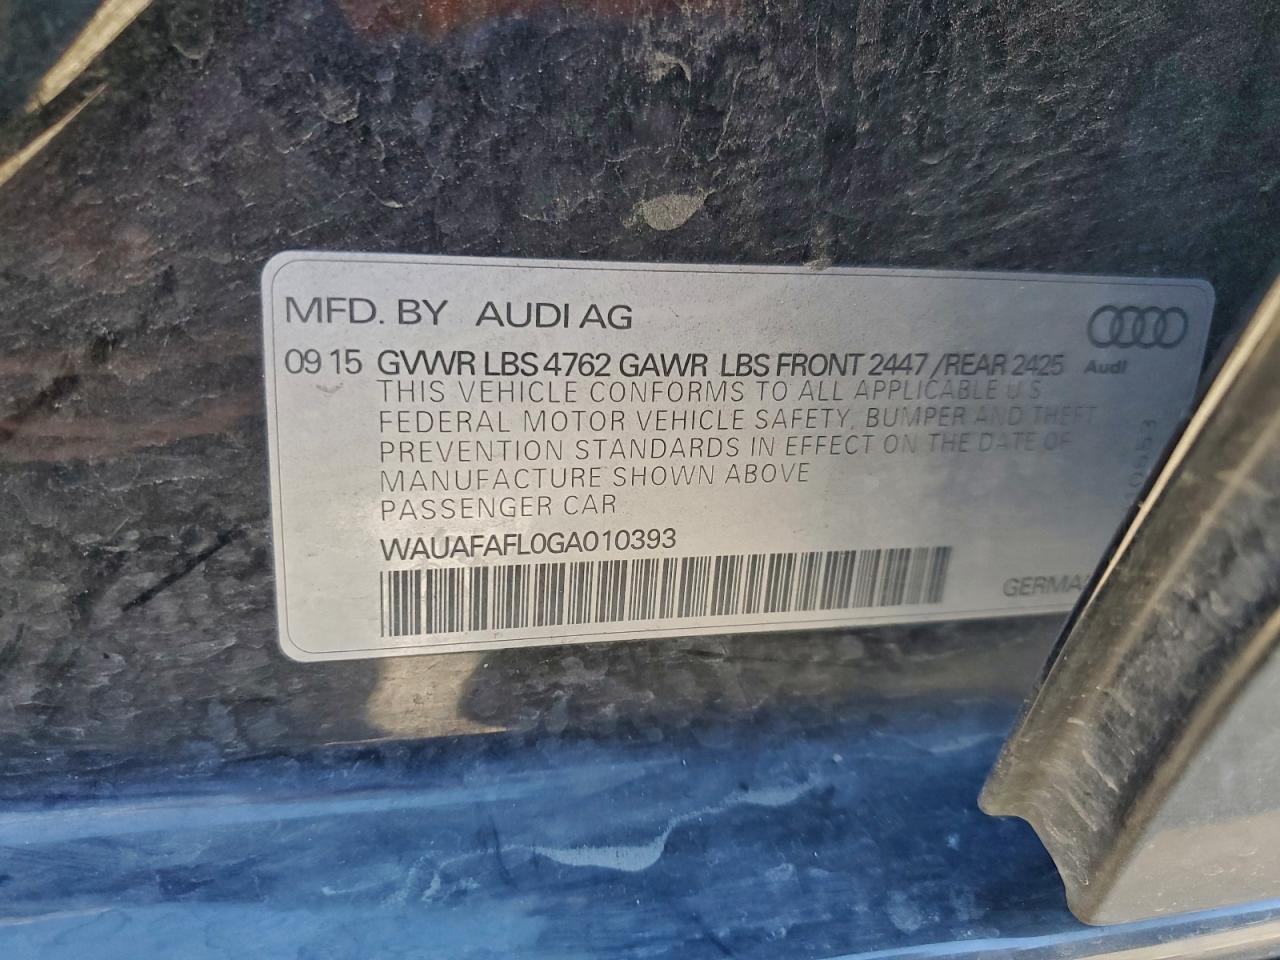 MFD. BY AUDI AG
09 15 GVWR LBS 4762 GAWR LBS FRONT 2447 /REAR 2425 Audi
THIS VEHICLE CONFORMS TO ALL APPLICABLE U S
FEDERAL MOTOR VEHICLE SAFETY, BUMPER AND THEFT
PREVENTION STANDARDS IN EFFECT ON THE DATE OF
MANUFACTURE SHOWN ABOVE
PASSENGER CAR
WAUAFAFL0GA010393